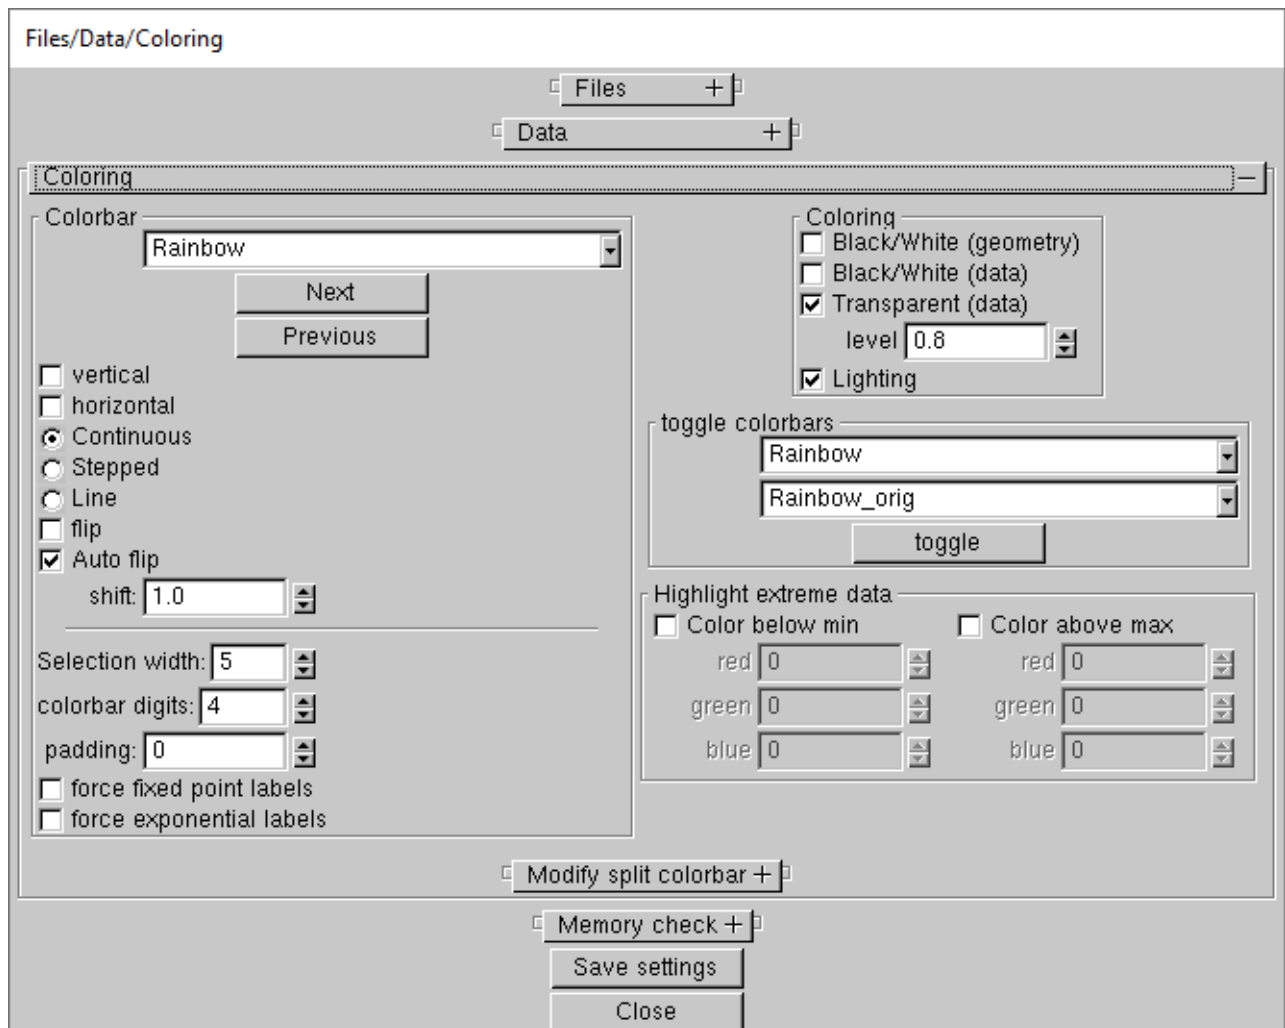 Files/Data/Coloring
Files +
Data +
Coloring −
Colorbar
Rainbow
Next
Previous
vertical
horizontal
Continuous
Stepped
Line
flip
Auto flip
shift: 1.0
Selection width: 5
colorbar digits: 4
padding: 0
force fixed point labels
force exponential labels
Coloring
Black/White (geometry)
Black/White (data)
Transparent (data)
level 0.8
Lighting
toggle colorbars
Rainbow
Rainbow_orig
toggle
Highlight extreme data
Color below min Color above max
red 0 red 0
green 0 green 0
blue 0 blue 0
Modify split colorbar +
Memory check +
Save settings
Close